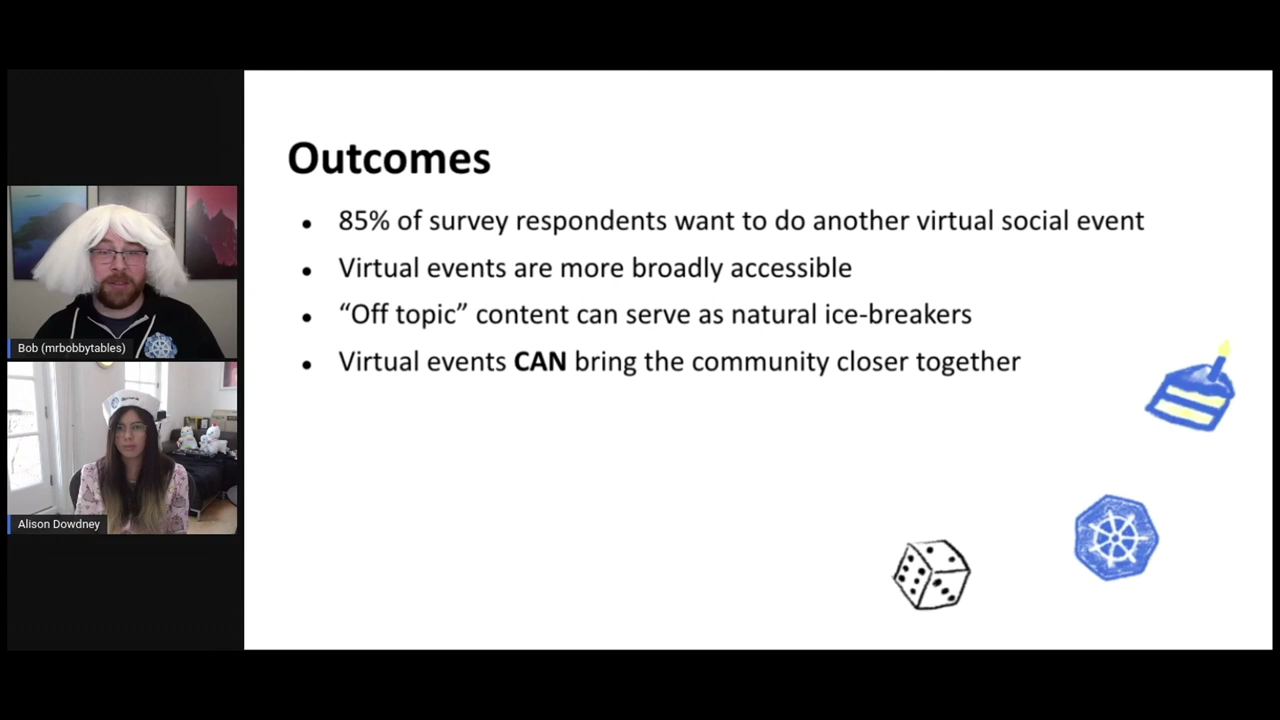 Outcomes
• 85% of survey respondents want to do another virtual social event
• Virtual events are more broadly accessible
• “Off topic” content can serve as natural ice-breakers
• Virtual events CAN bring the community closer together
Bob (mrbobbytables)
Alison Dowdney